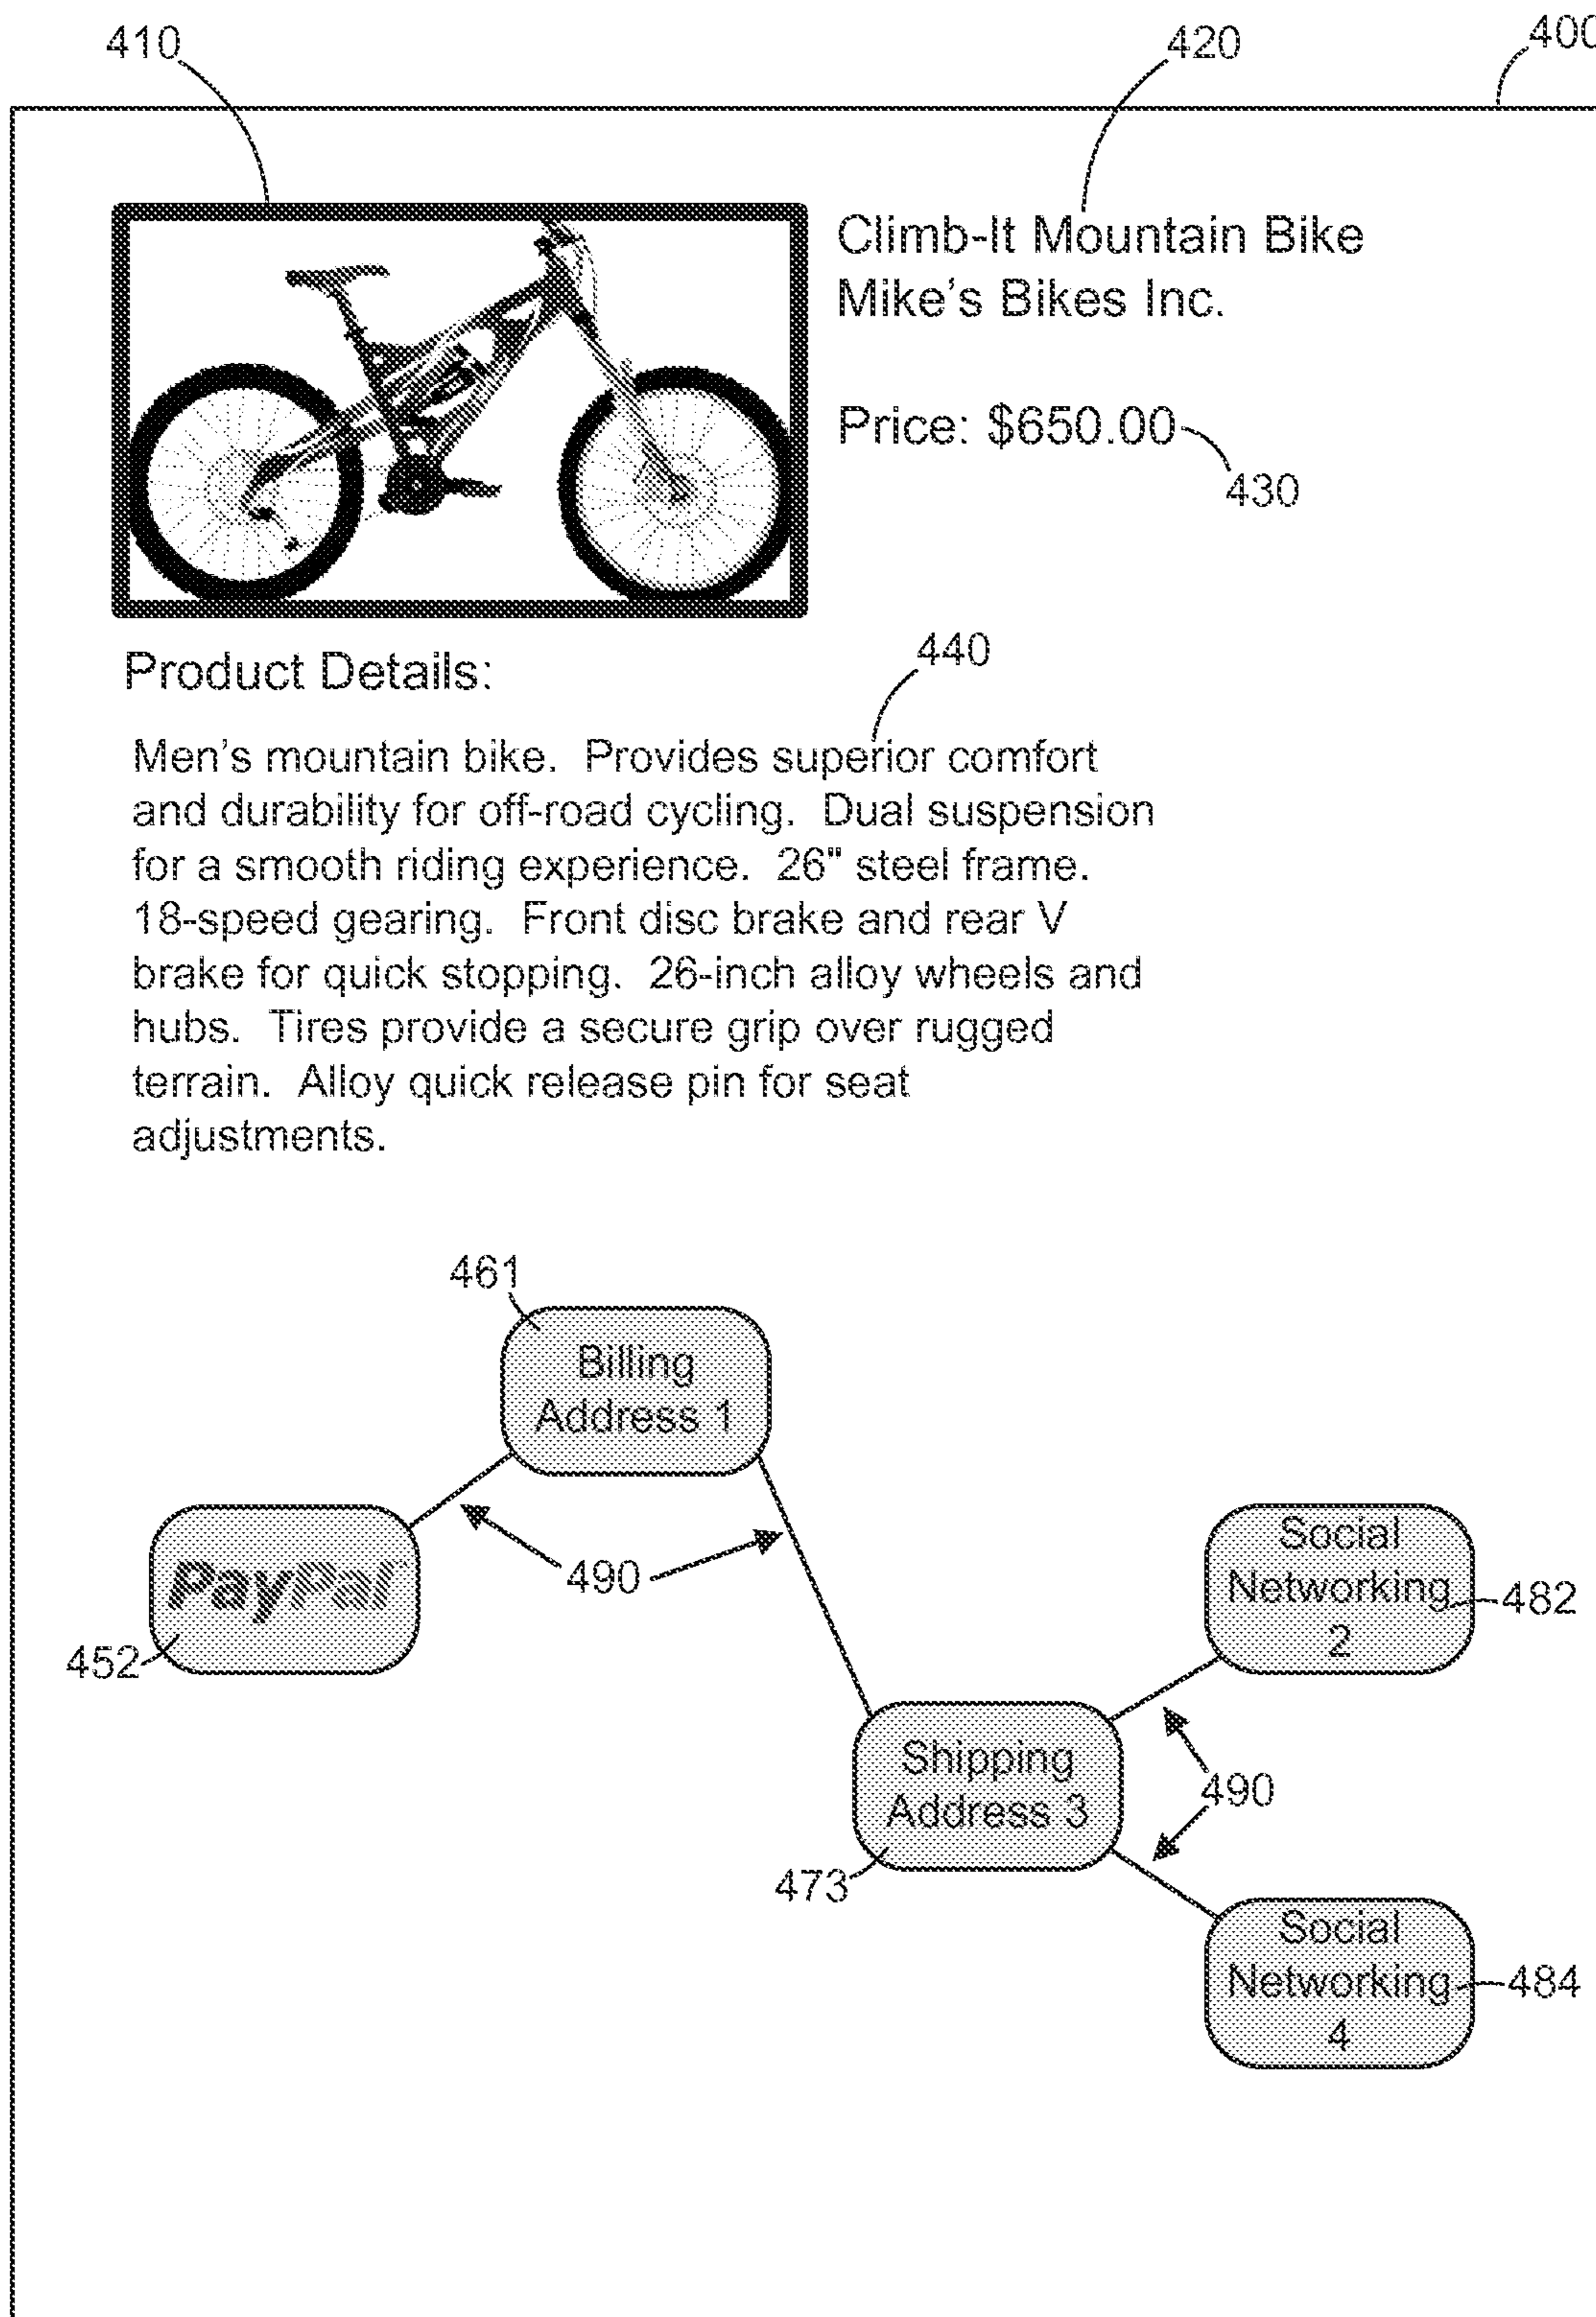 410
420
400
Climb-It Mountain Bike
Mike's Bikes Inc.
Price: $650.00
430
Product Details:
440
Men's mountain bike.  Provides superior comfort
and durability for off-road cycling.  Dual suspension
for a smooth riding experience.  26" steel frame.
18-speed gearing.  Front disc brake and rear V
brake for quick stopping.  26-inch alloy wheels and
hubs.  Tires provide a secure grip over rugged
terrain.  Alloy quick release pin for seat
adjustments.
461
Billing
Address 1
PayPal
452
490
Social
Networking
2
482
Shipping
Address 3
473
490
Social
Networking
4
484